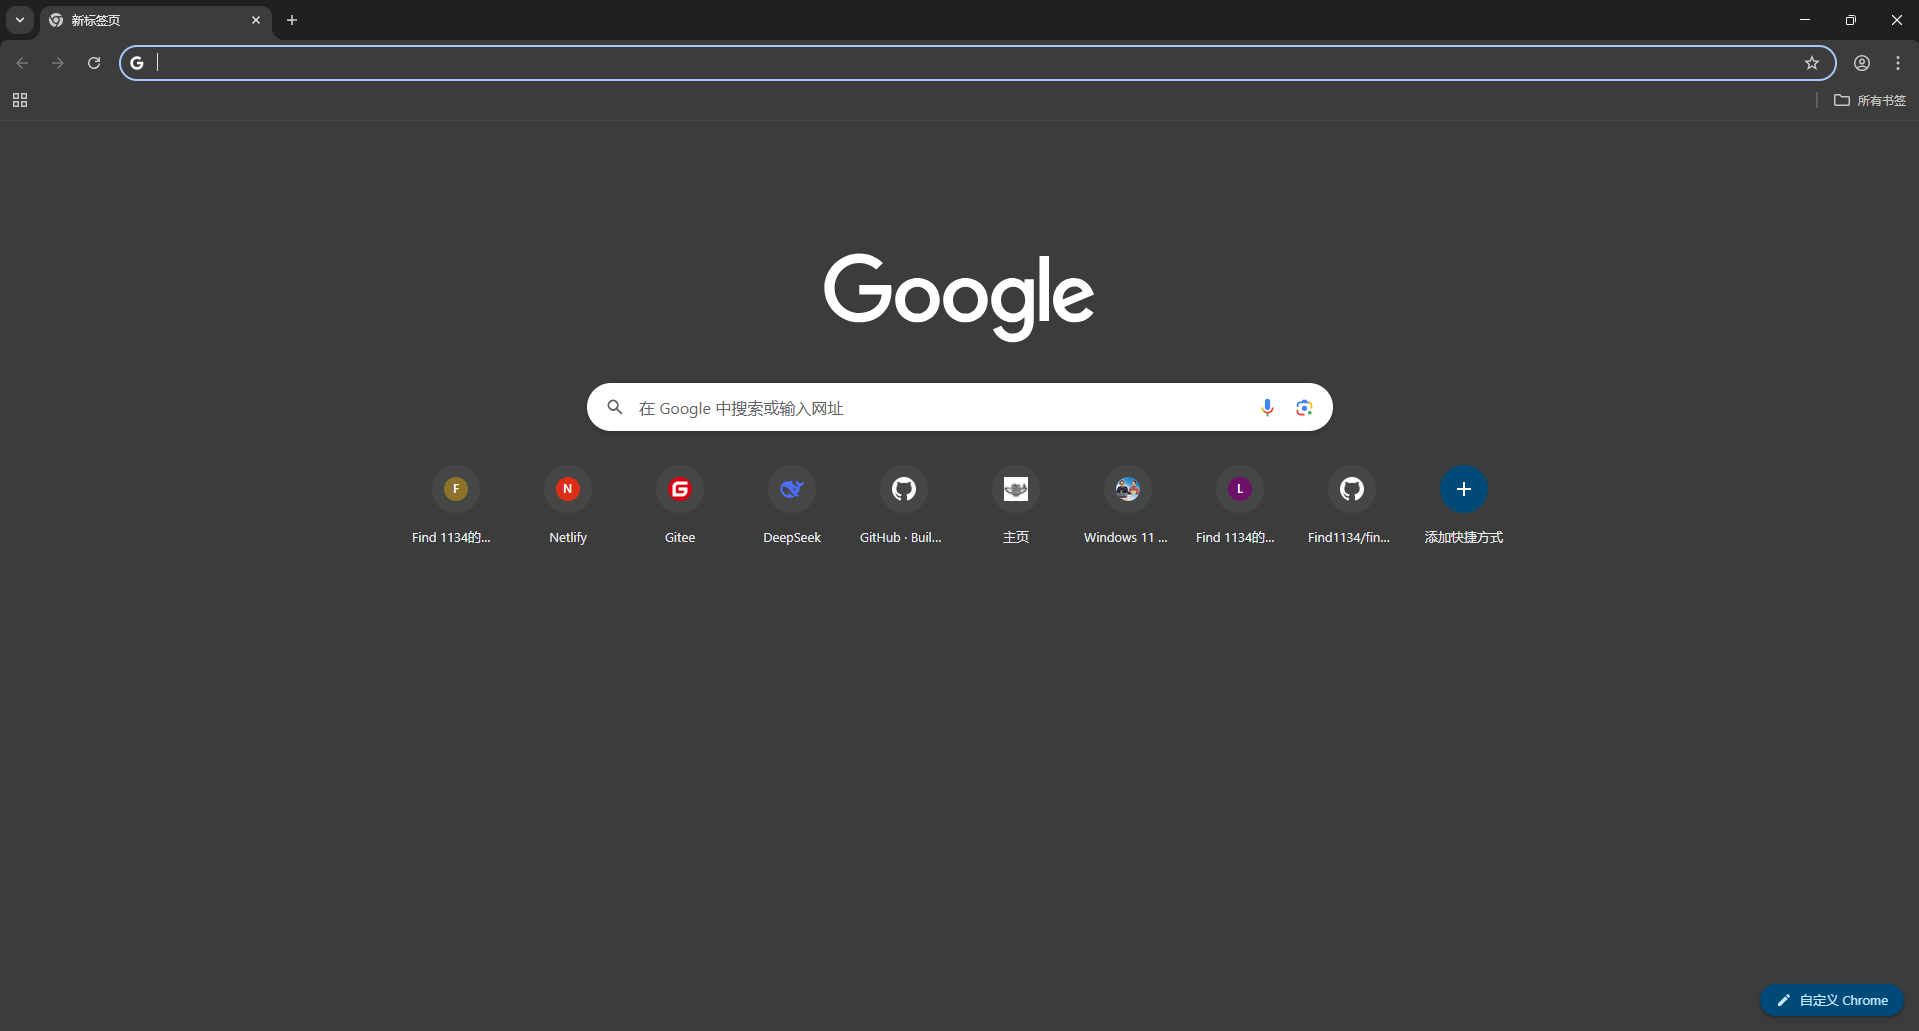 新标签页
所有书签
Google
在 Google 中搜索或输入网址
F
N
G
L
Find 1134的...
Netlify
Gitee
DeepSeek
GitHub · Buil...
主页
Windows 11 ...
Find 1134的...
Find1134/fin...
添加快捷方式
自定义 Chrome